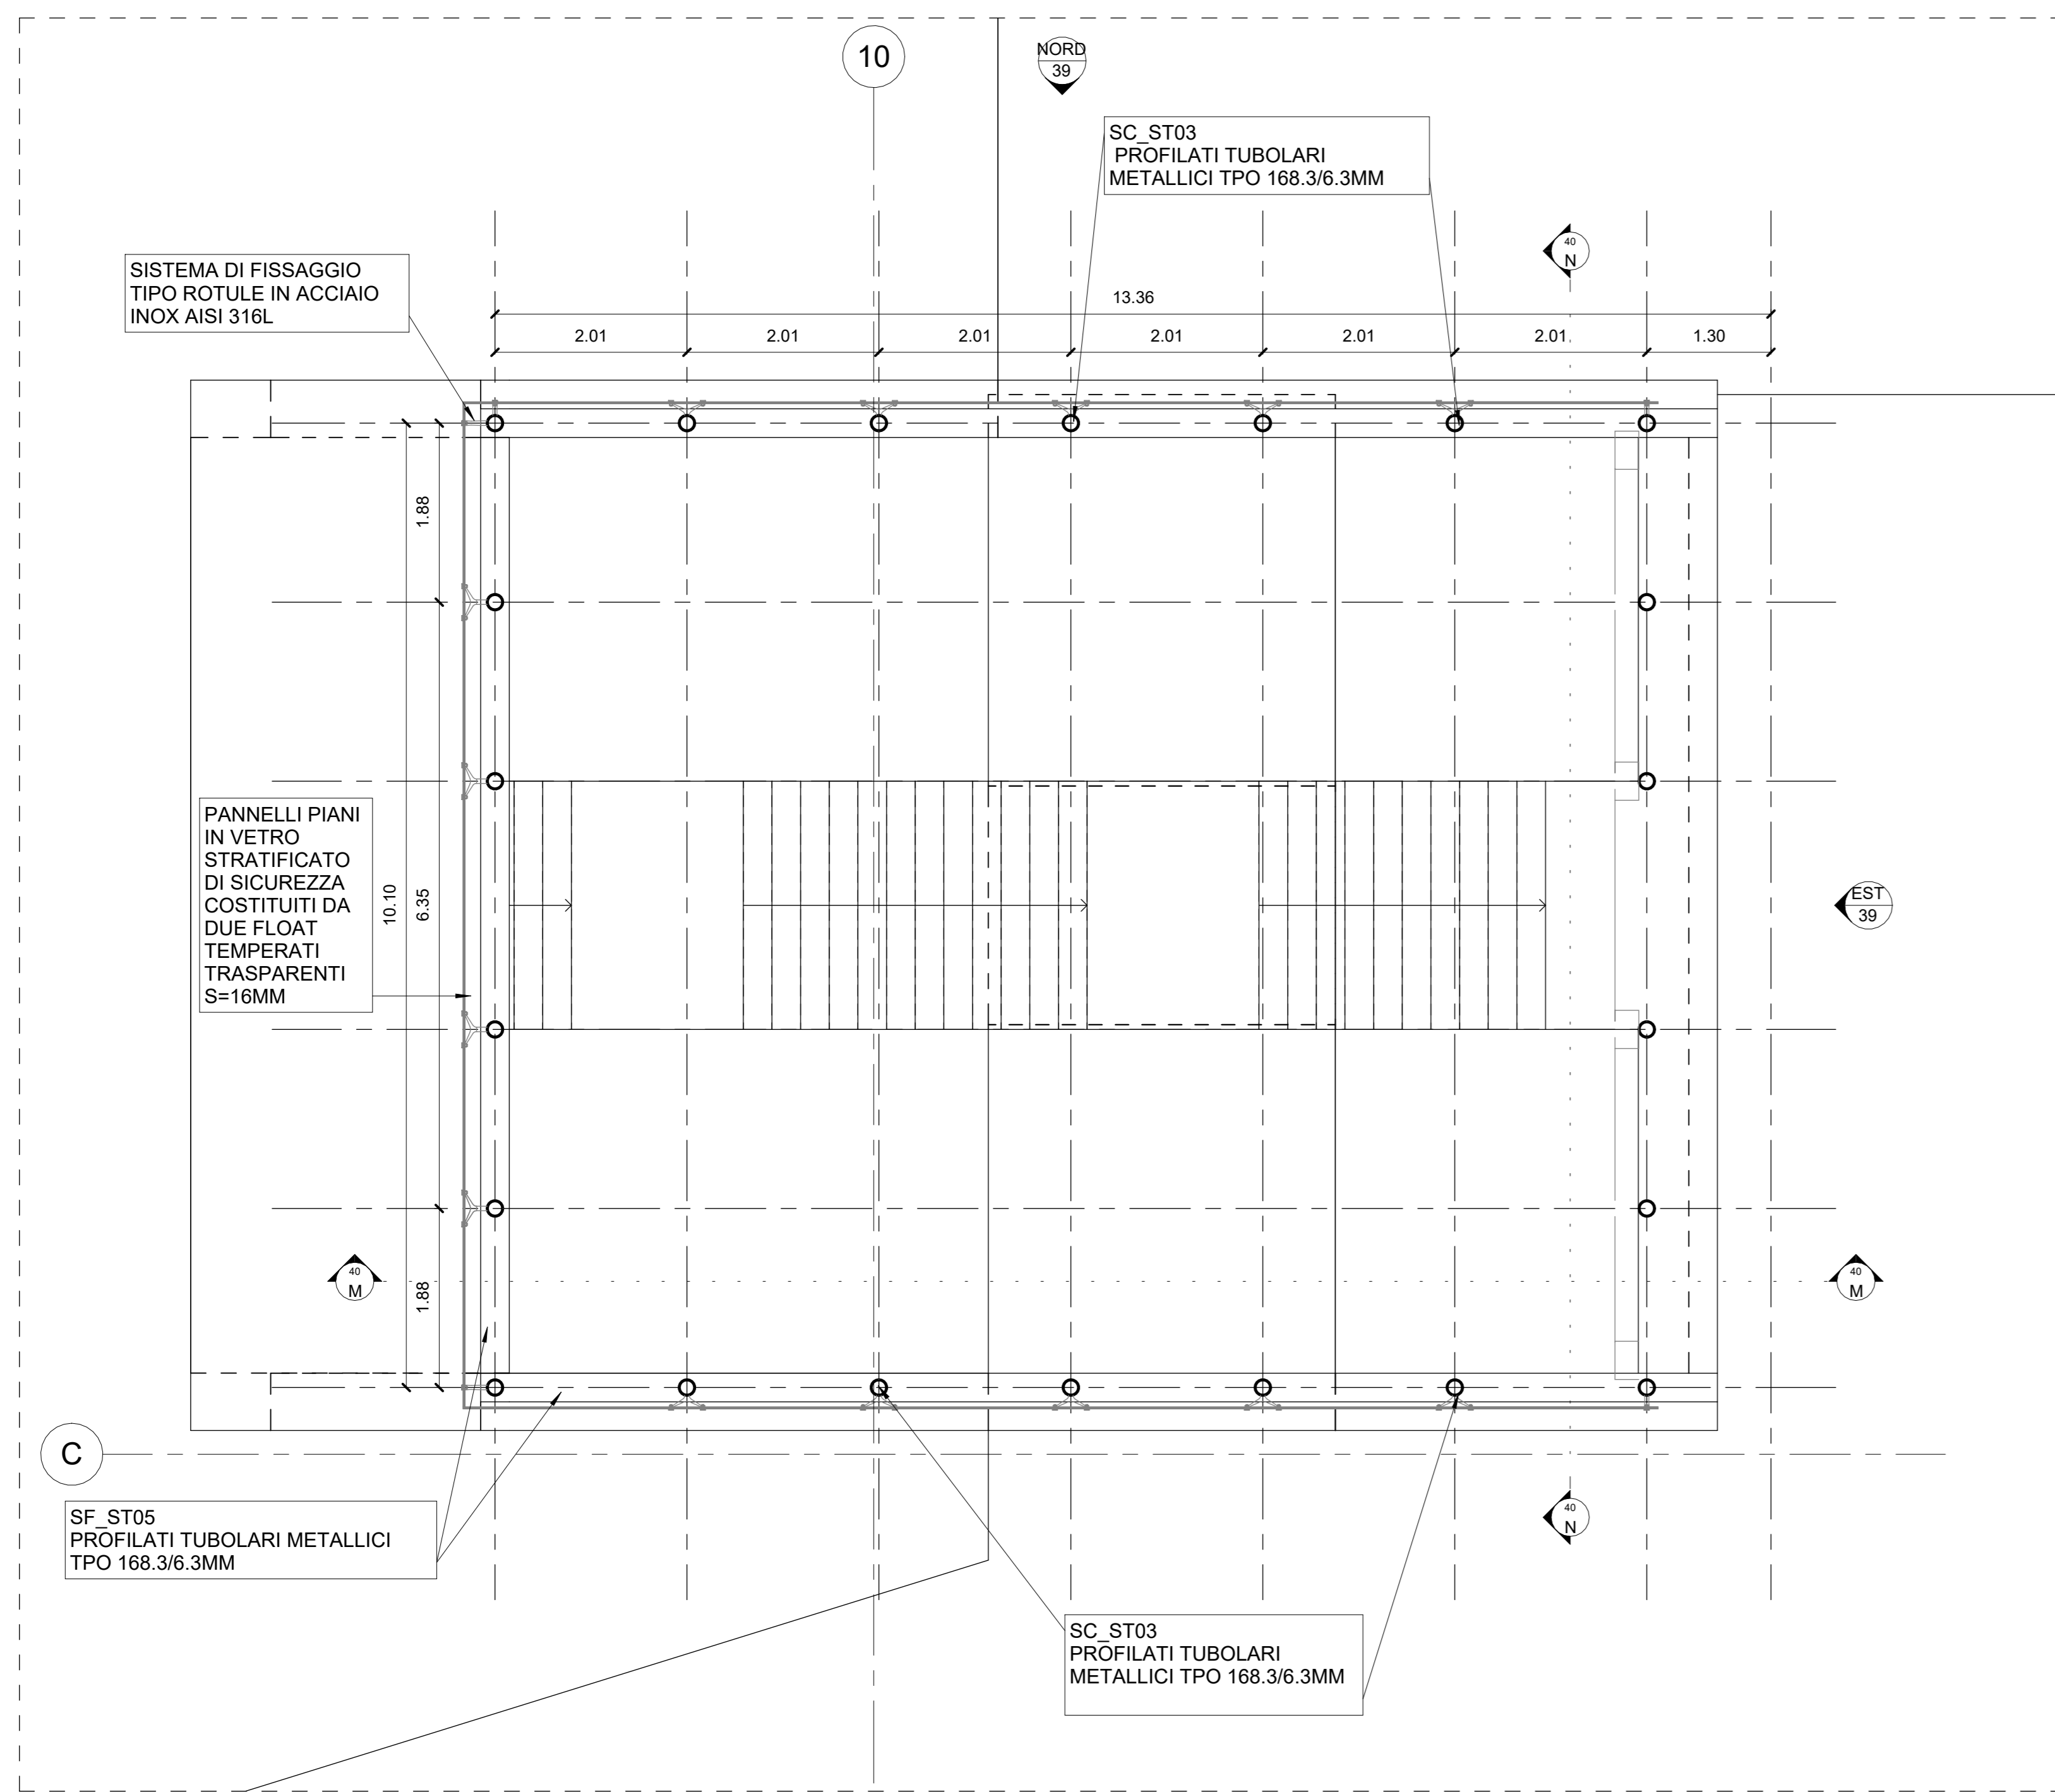 10
NORD
39
SC_ST03
PROFILATI TUBOLARI
METALLICI TPO 168.3/6.3MM
40
N
SISTEMA DI FISSAGGIO
TIPO ROTULE IN ACCIAIO
INOX AISI 316L
13.36
2.01
2.01
2.01
2.01
2.01
2.01
1.30
1.88
PANNELLI PIANI
IN VETRO
STRATIFICATO
DI SICUREZZA
COSTITUITI DA
DUE FLOAT
TEMPERATI
TRASPARENTI
S=16MM
10.10
6.35
EST
39
40
M
1.88
40
M
C
SF_ST05
PROFILATI TUBOLARI METALLICI
TPO 168.3/6.3MM
40
N
SC_ST03
PROFILATI TUBOLARI
METALLICI TPO 168.3/6.3MM